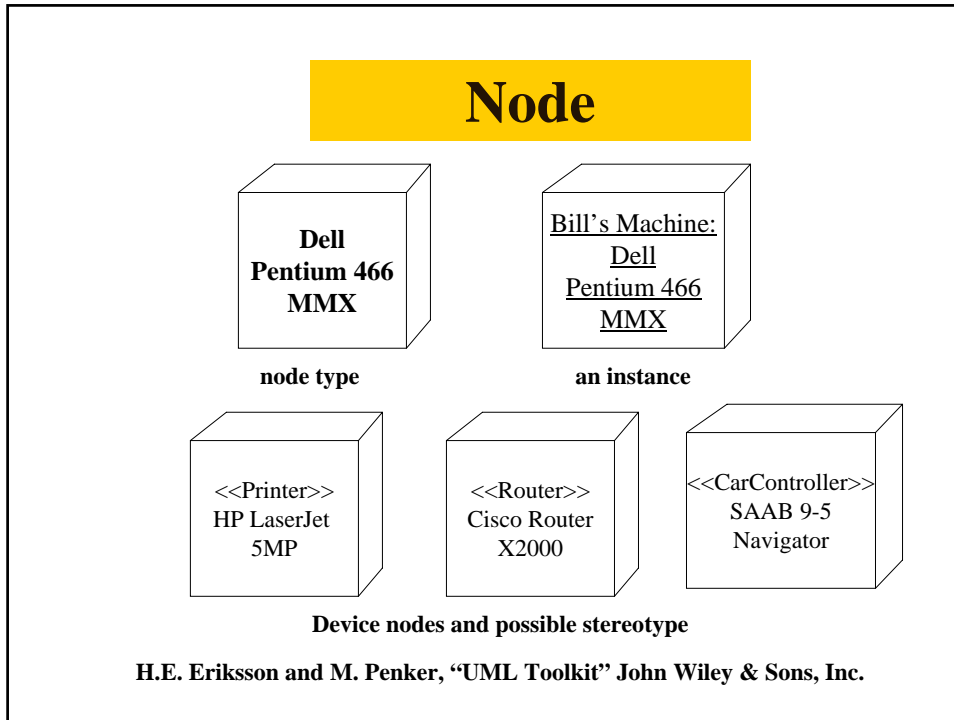 Node
Dell
Pentium 466
MMX
Bill’s Machine:
Dell
Pentium 466
MMX
node type
an instance
<<Printer>>
HP LaserJet
5MP
<<Router>>
Cisco Router
X2000
<<CarController>>
SAAB 9-5
Navigator
Device nodes and possible stereotype
H.E. Eriksson and M. Penker, “UML Toolkit” John Wiley & Sons, Inc.